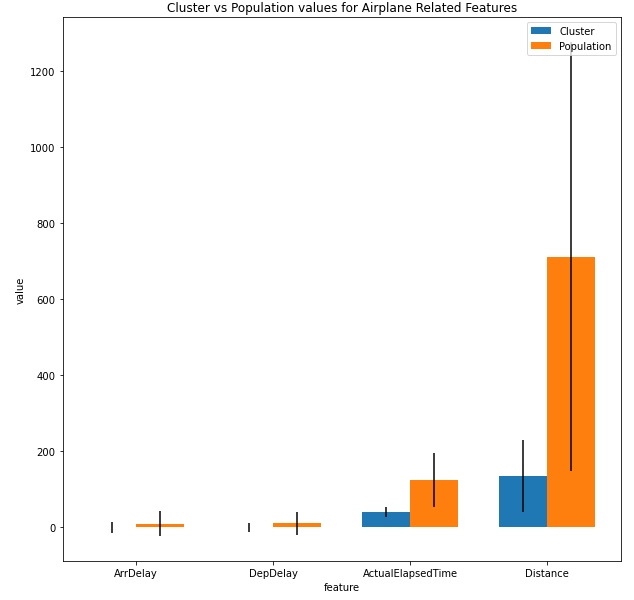 Cluster vs Population values for Airplane Related Features
Cluster
Population
1200
1000
800
600
400
200
0
value
ArrDelay
DepDelay
ActualElapsedTime
Distance
feature